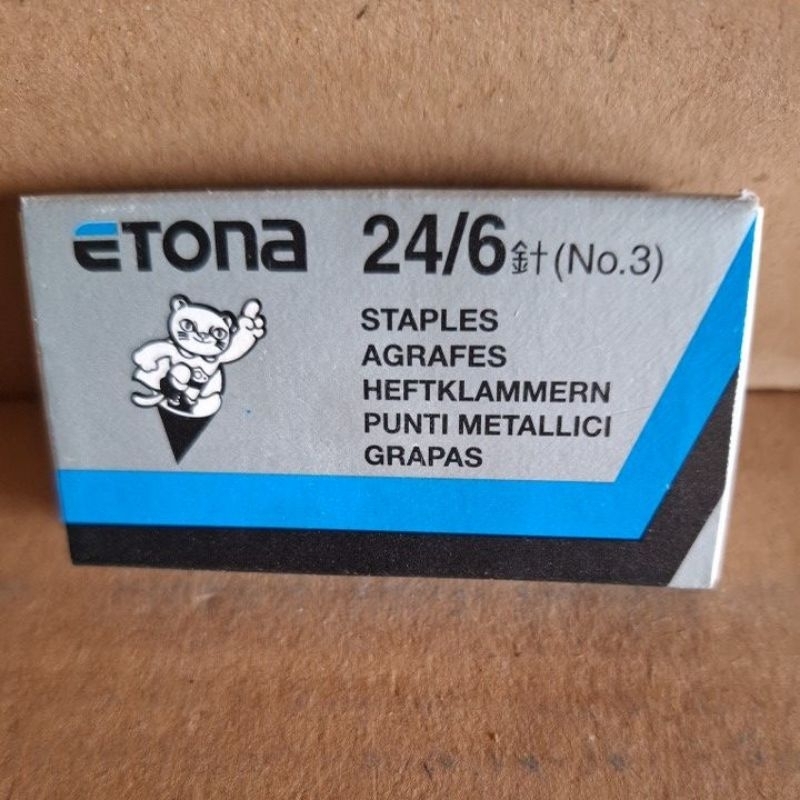 ETONA 24/6 針 (No.3)
STAPLES
AGRAFES
HEFTKLAMMERN
PUNTI METALLICI
GRAPAS